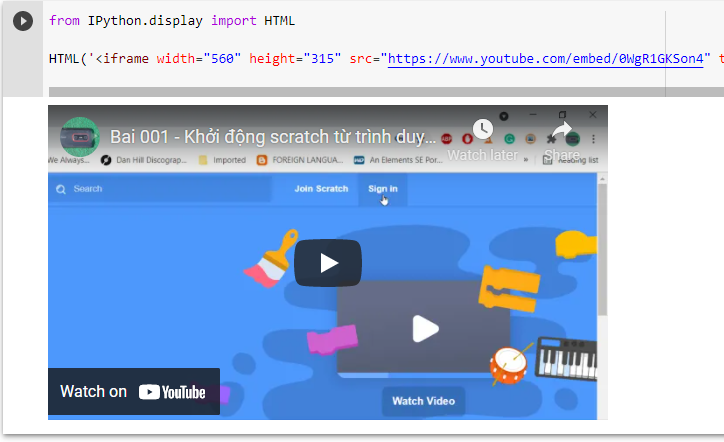 from IPython.display import HTML
HTML('<iframe width="560" height="315" src="https://www.youtube.com/embed/0WgR1GKSon4" t
Bai 001 - Khởi động scratch từ trình duy...
Watch later
Share
We Always...
Dan Hill Discograp...
Imported
FOREIGN LANGUA...
An Elements SE Por...
»
Reading list
Search
Join Scratch
Sign in
Watch on YouTube
Watch Video